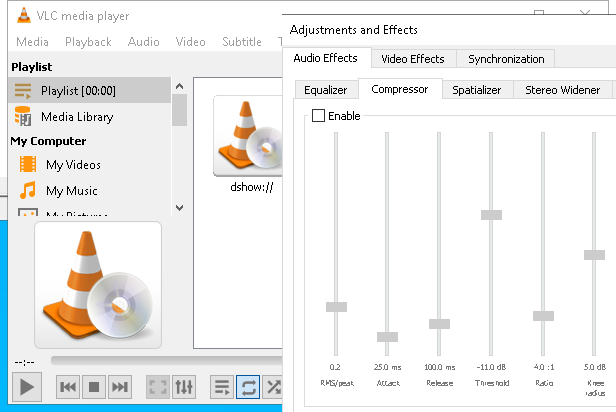 VLC media player
Media Playback Audio Video Subtitle
Playlist
Playlist [00:00]
Media Library
My Computer
My Videos
My Music
My Pictures
dshow://
--:--
Adjustments and Effects
Audio Effects Video Effects Synchronization
Equalizer Compressor Spatializer Stereo Widener
Enable
0.2 25.0 ms 100.0 ms -11.0 dB 4.0 :1 5.0 dB
RMS/peak Attack Release Threshold Ratio Knee
radius